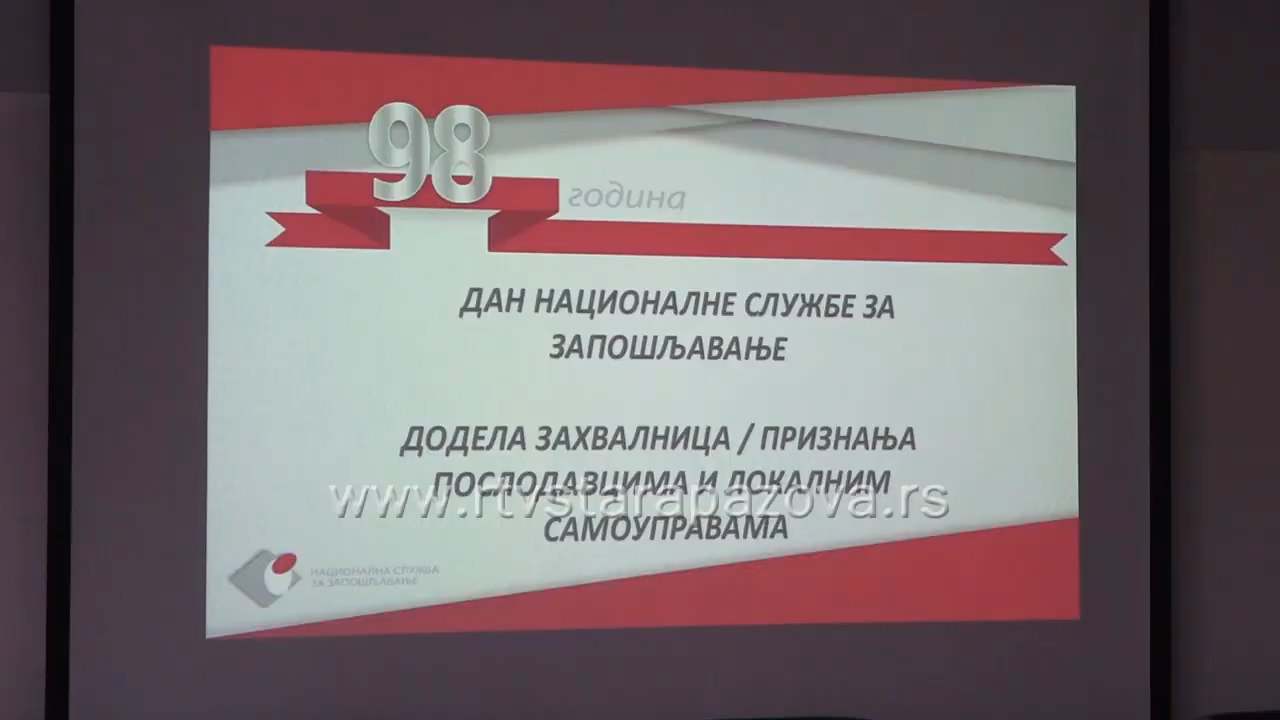 98
година
ДАН НАЦИОНАЛНЕ СЛУЖБЕ ЗА
ЗАПОШЉАВАЊЕ
ДОДЕЛА ЗАХВАЛНИЦА / ПРИЗНАЊА
ПОСЛОДАВЦИМА И ЛОКАЛНИМ
www.rtvstarapazova.rs
САМОУПРАВАМА
НАЦИОНАЛНА СЛУЖБА
ЗА ЗАПОШЉАВАЊЕ